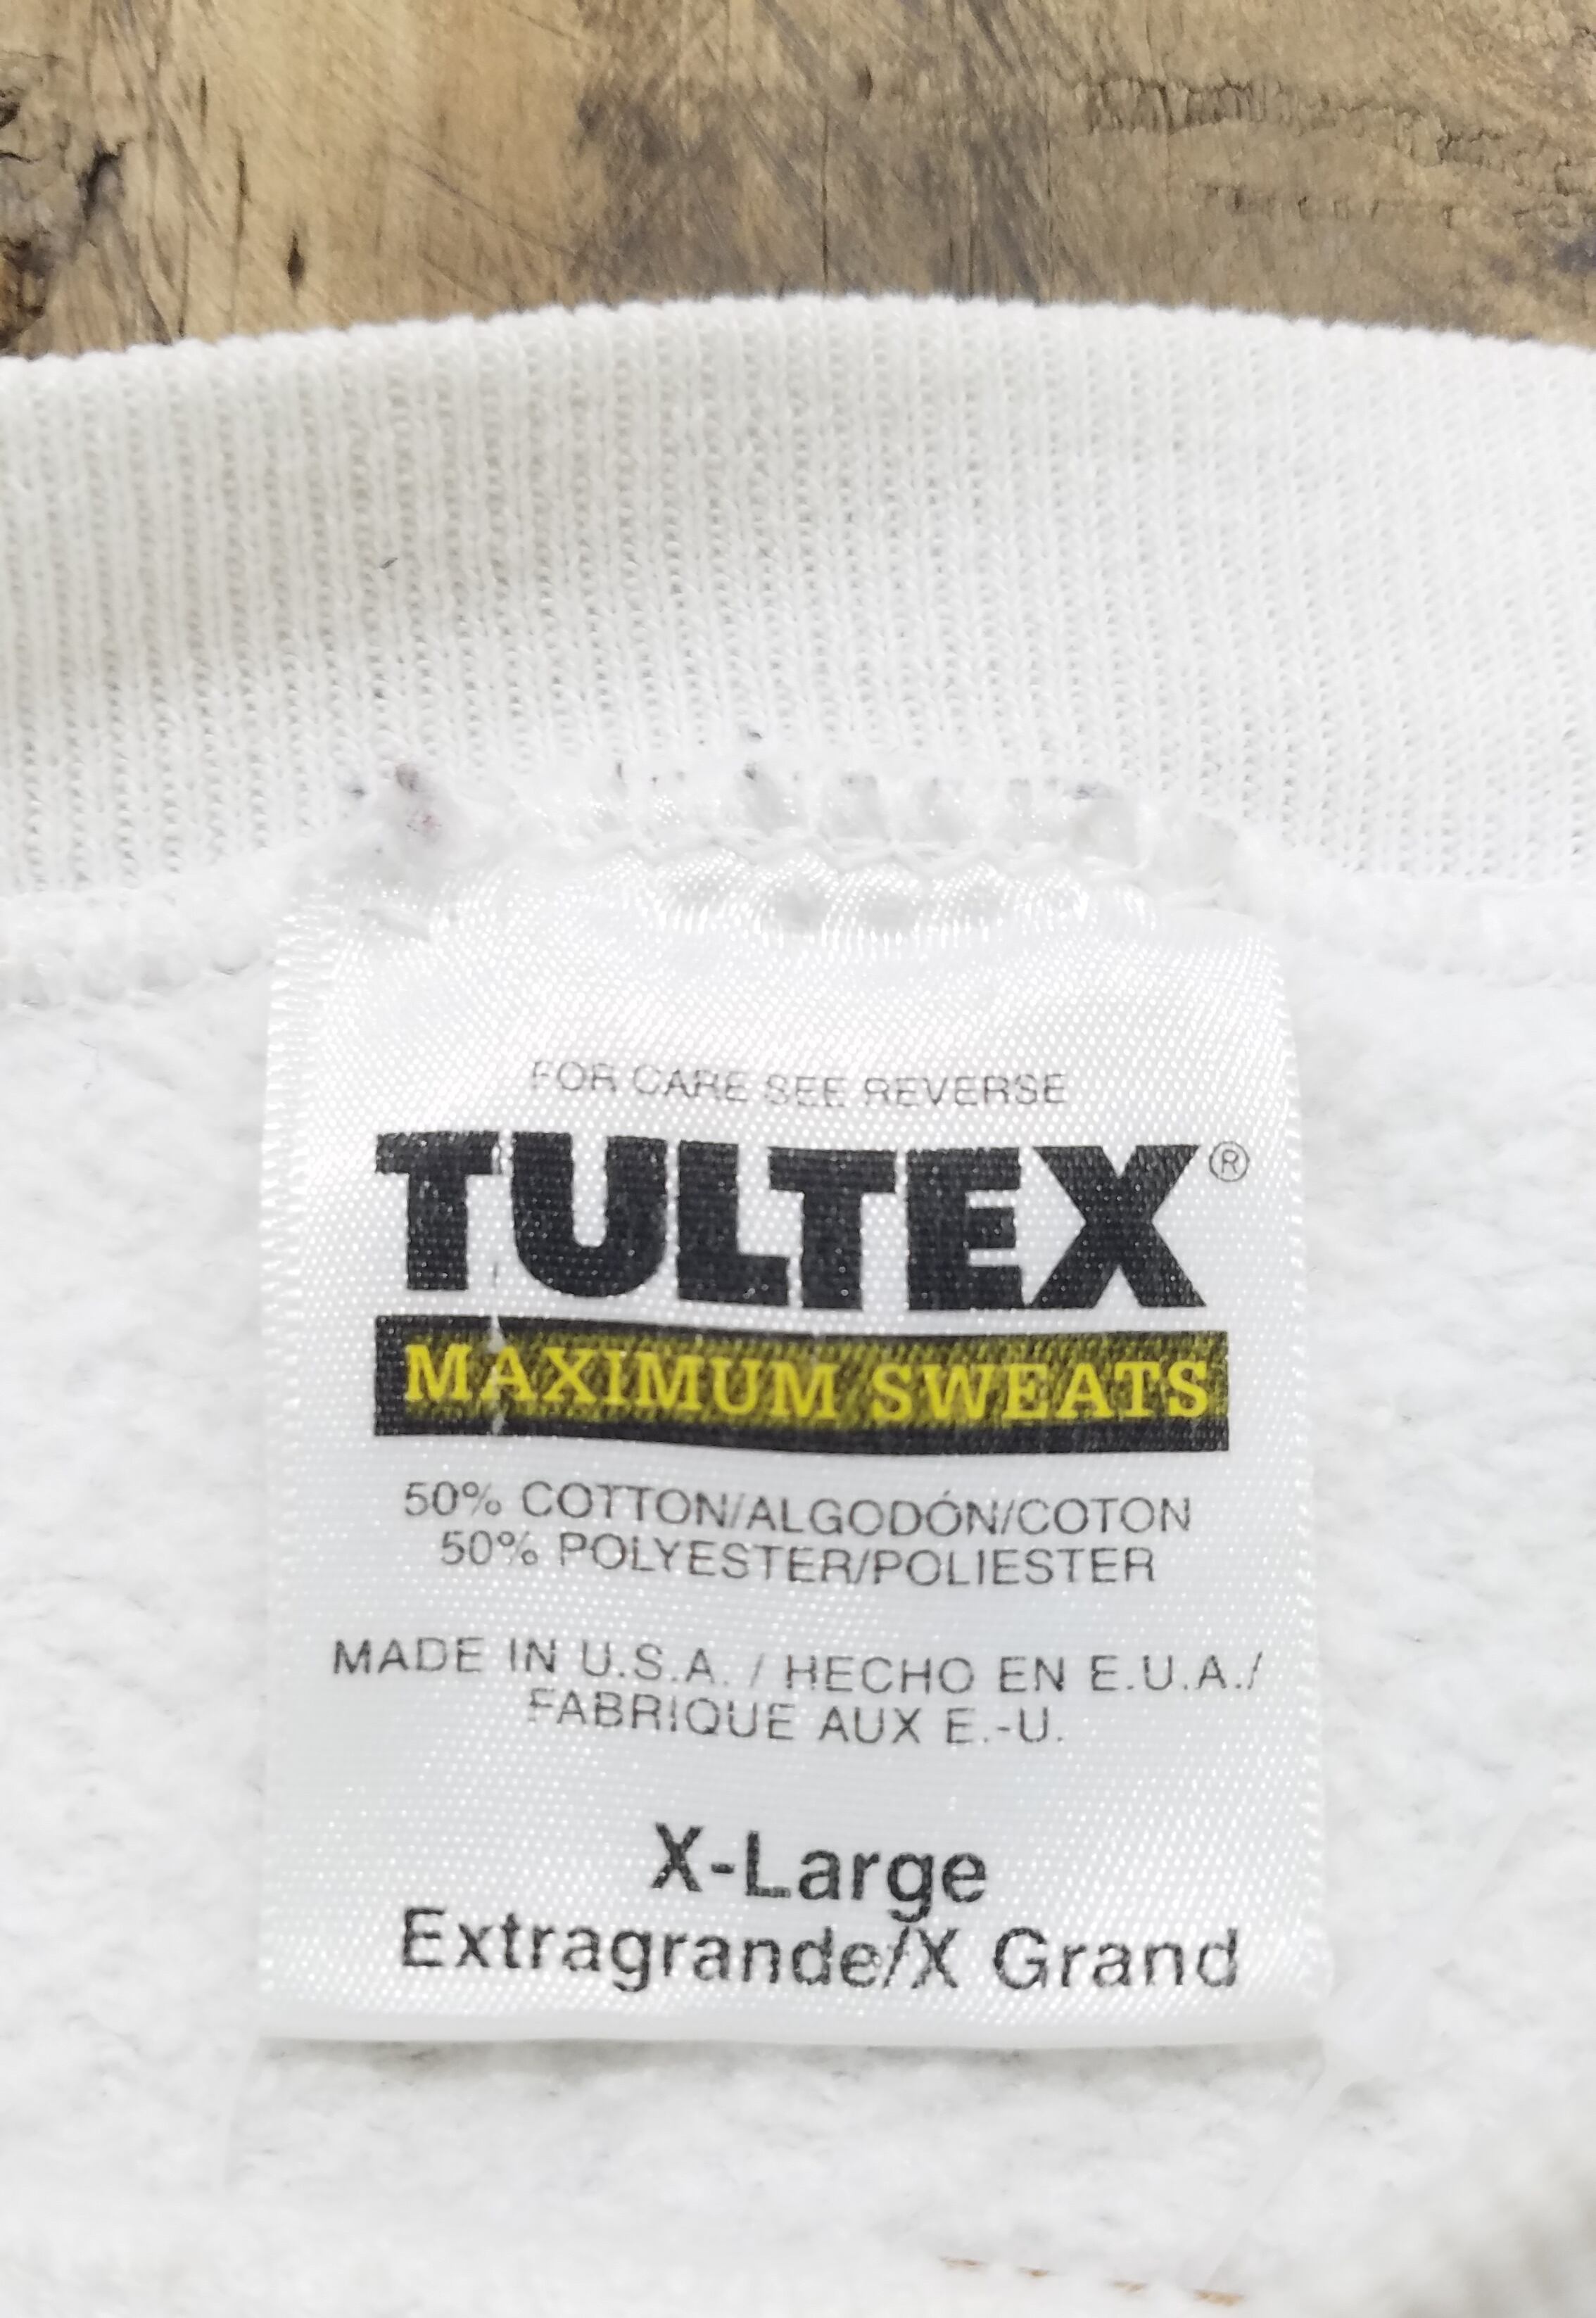 FOR CARE SEE REVERSE
TULTEX®
MAXIMUM SWEATS
50% COTTON/ALGODÓN/COTON
50% POLYESTER/POLIESTER
MADE IN U.S.A. / HECHO EN E.U.A./
FABRIQUE AUX E.-U.
X-Large
Extragrande/X Grand